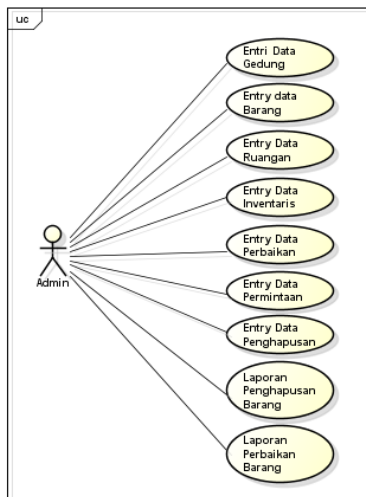 uc
Entri Data
Gedung
Entry data
Barang
Entry Data
Ruangan
Entry Data
Inventaris
Entry Data
Perbaikan
Admin
Entry Data
Permintaan
Entry Data
Penghapusan
Laporan
Penghapusan
Barang
Laporan
Perbaikan
Barang